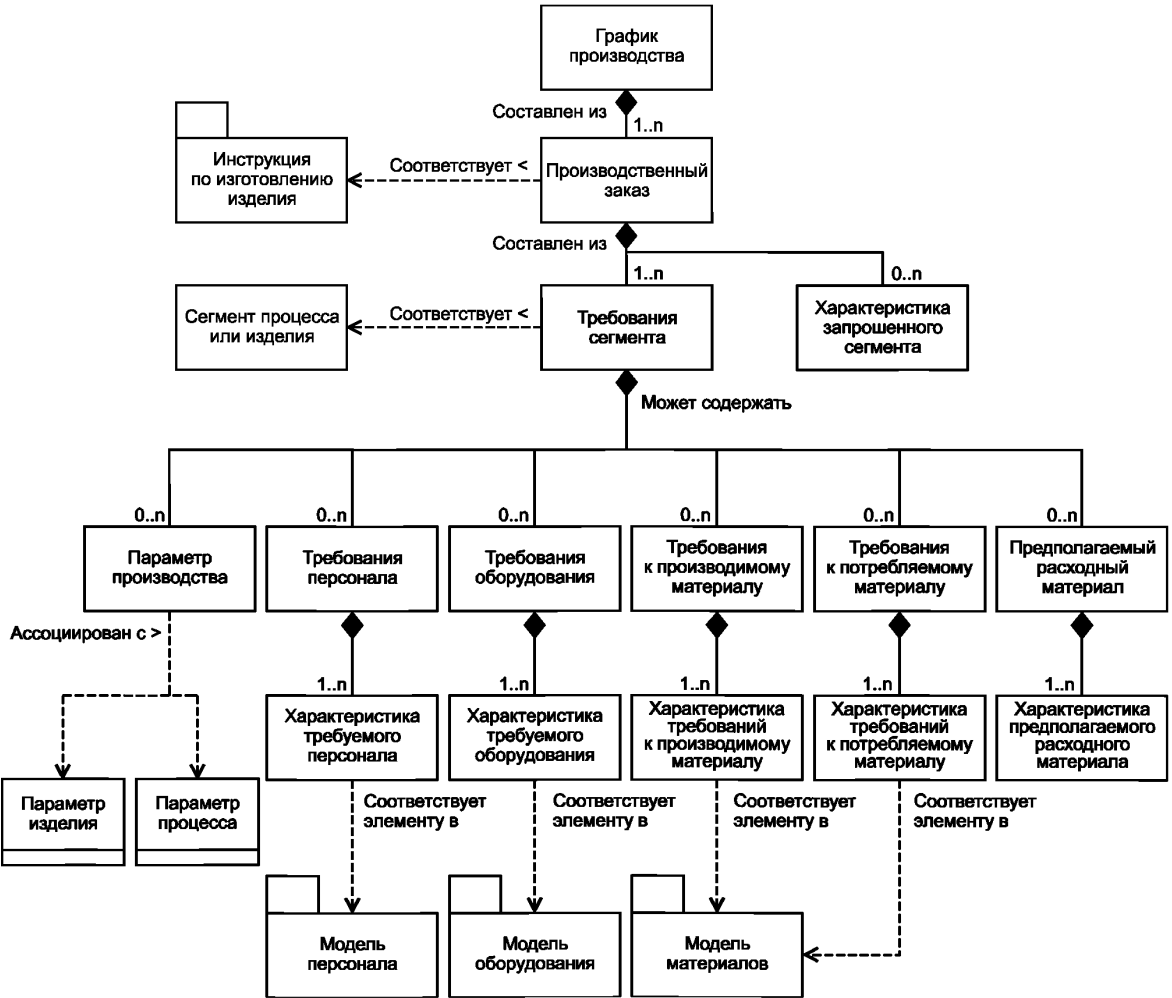 График
производства
Составлен из
1..n
Инструкция
по изготовлению
изделия
Соответствует <
Производственный
заказ
Составлен из
1..n
0..n
Сегмент процесса
или изделия
Соответствует <
Требования
сегмента
Характеристика
запрошенного
сегмента
Может содержать
0..n
0..n
0..n
0..n
0..n
0..n
Параметр
производства
Требования
персонала
Требования
оборудования
Требования
к производимому
материалу
Требования
к потребляемому
материалу
Предполагаемый
расходный
материал
Ассоциирован с >
1..n
1..n
1..n
1..n
1..n
Характеристика
требуемого
персонала
Характеристика
требуемого
оборудования
Характеристика
требований
к производимому
материалу
Характеристика
требований
к потребляемому
материалу
Характеристика
предполагаемого
расходного
материала
Параметр
изделия
Параметр
процесса
Соответствует
элементу в
Соответствует
элементу в
Соответствует
элементу в
Соответствует
элементу в
Модель
персонала
Модель
оборудования
Модель
материалов